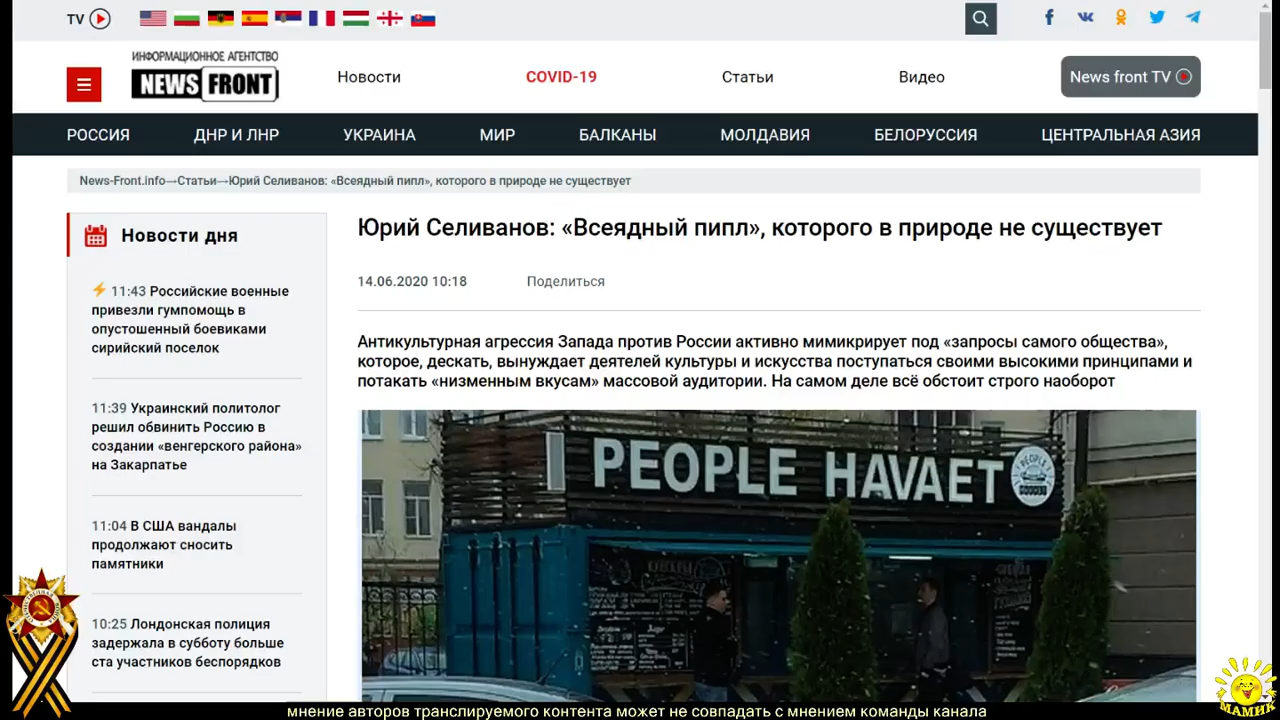 TV
ИНФОРМАЦИОННОЕ АГЕНТСТВО
NEWS FRONT
Новости
COVID-19
Статьи
Видео
News front TV
РОССИЯ
ДНР И ЛНР
УКРАИНА
МИР
БАЛКАНЫ
МОЛДАВИЯ
БЕЛОРУССИЯ
ЦЕНТРАЛЬНАЯ АЗИЯ
News-Front.info—Статьи—Юрий Селиванов: «Всеядный пипл», которого в природе не существует
Новости дня
11:43 Российские военные
привезли гумпомощь в
опустошенный боевиками
сирийский поселок
11:39 Украинский политолог
решил обвинить Россию в
создании «венгерского района»
на Закарпатье
11:04 В США вандалы
продолжают сносить
памятники
10:25 Лондонская полиция
задержала в субботу больше
ста участников беспорядков
Юрий Селиванов: «Всеядный пипл», которого в природе не существует
14.06.2020 10:18
Поделиться
Антикультурная агрессия Запада против России активно мимикрирует под «запросы самого общества»,
которое, дескать, вынуждает деятелей культуры и искусства поступаться своими высокими принципами и
потакать «низменным вкусам» массовой аудитории. На самом деле всё обстоит строго наоборот
PEOPLE HAVAET
МАМИК
мнение авторов транслируемого контента может не совпадать с мнением команды канала